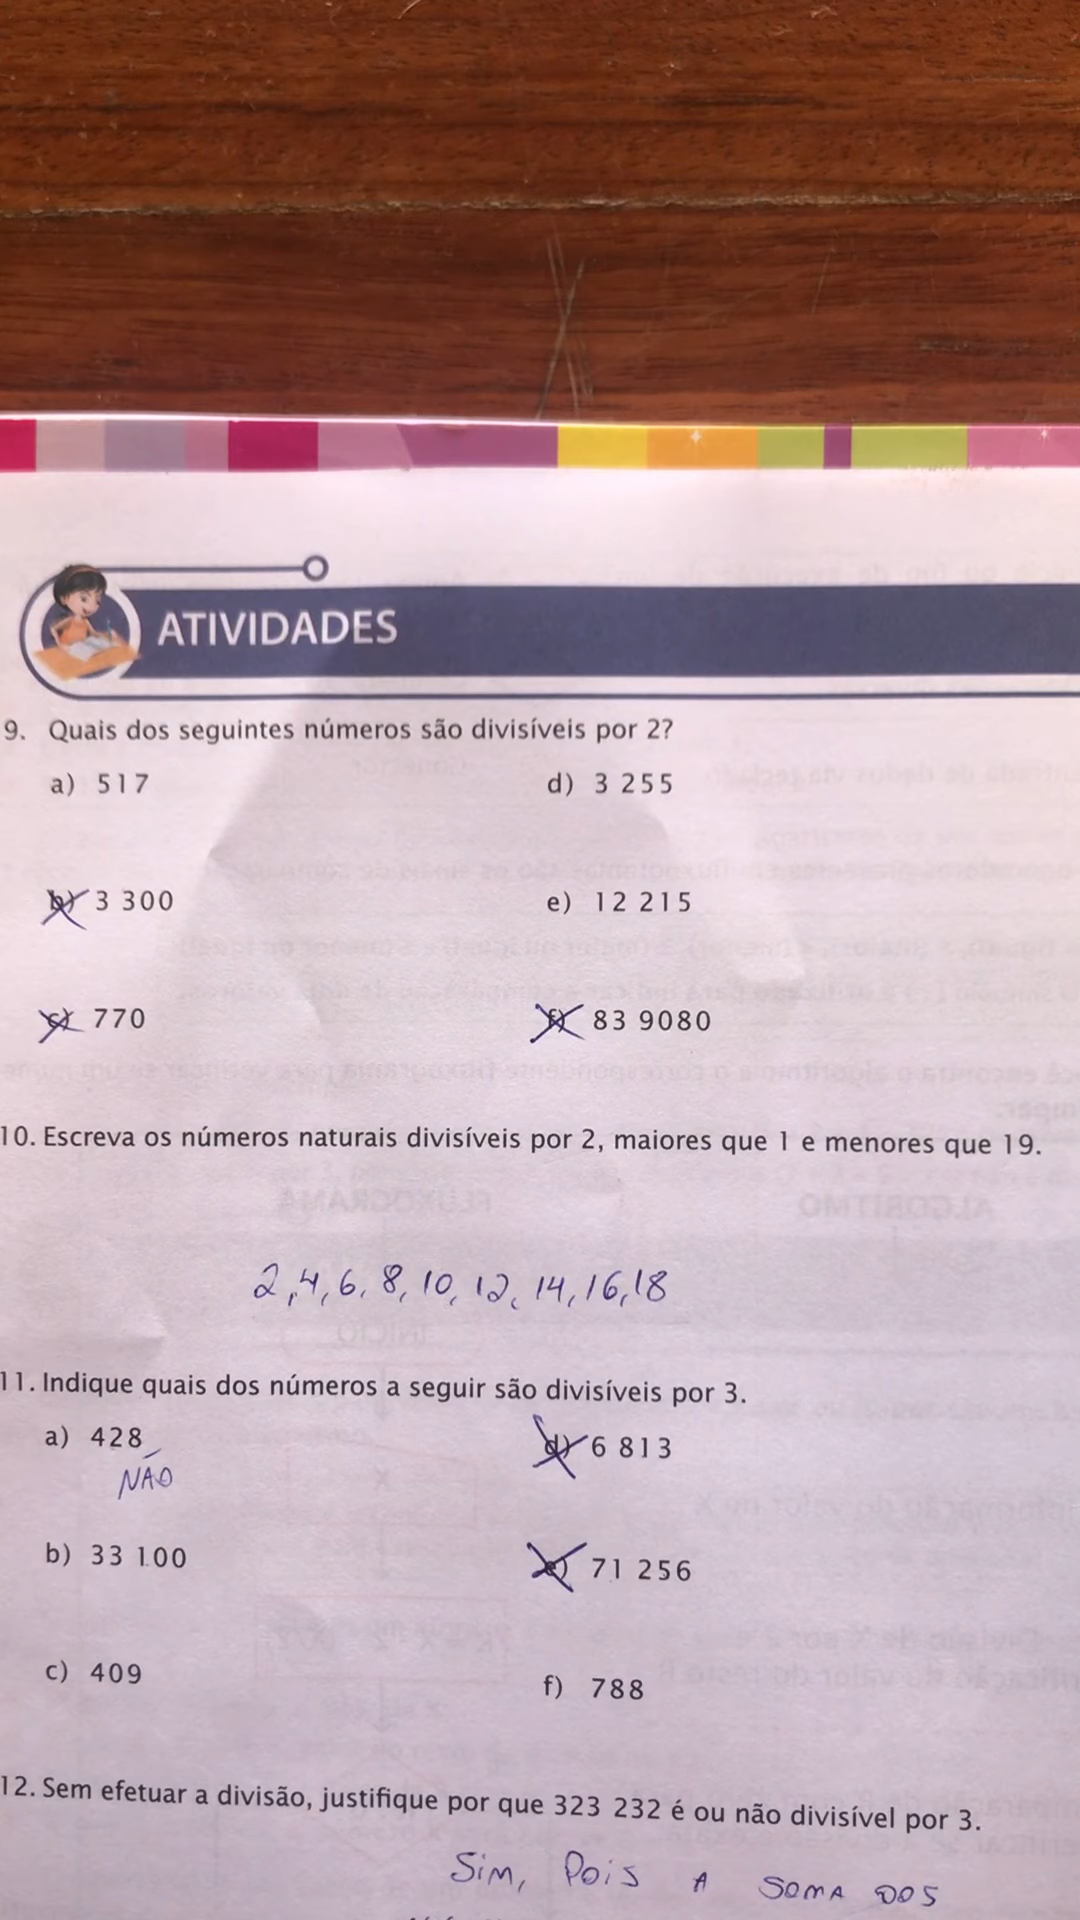 ATIVIDADES
9. Quais dos seguintes números são divisíveis por 2?
a) 517
d) 3 255
b) 3 300
e) 12 215
c) 770
f) 83 9080
10. Escreva os números naturais divisíveis por 2, maiores que 1 e menores que 19.
2, 4, 6, 8, 10, 12, 14, 16, 18
11. Indique quais dos números a seguir são divisíveis por 3.
a) 428
NÃO
d) 6 813
b) 33 100
e) 71 256
c) 409
f) 788
12. Sem efetuar a divisão, justifique por que 323 232 é ou não divisível por 3.
Sim, Pois A SOMA DOS